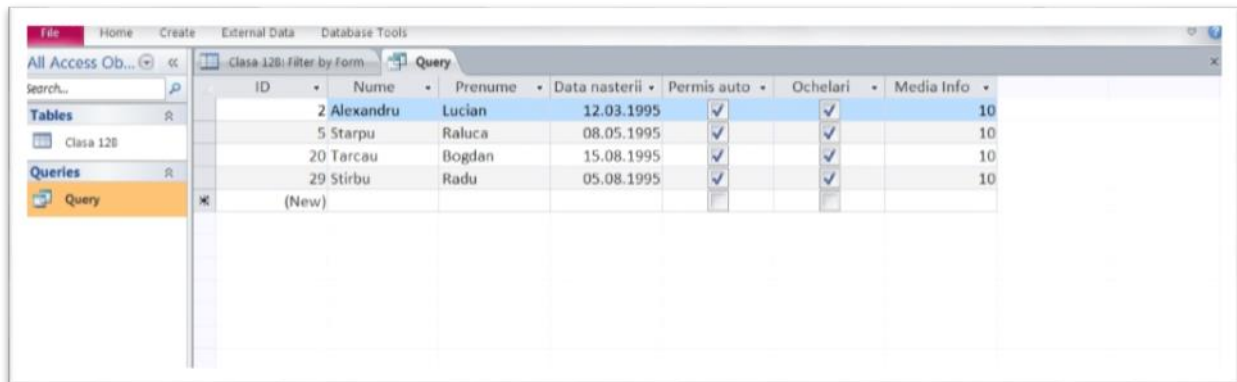 File Home Create External Data Database Tools
All Access Ob... «
Clasa 12B: Filter by Form Query ×
Search...
ID Nume Prenume Data nasterii Permis auto Ochelari Media Info
Tables
2 Alexandru Lucian 12.03.1995 10
Clasa 12B
5 Starpu Raluca 08.05.1995 10
20 Tarcau Bogdan 15.08.1995 10
Queries
29 Stirbu Radu 05.08.1995 10
Query
(New)